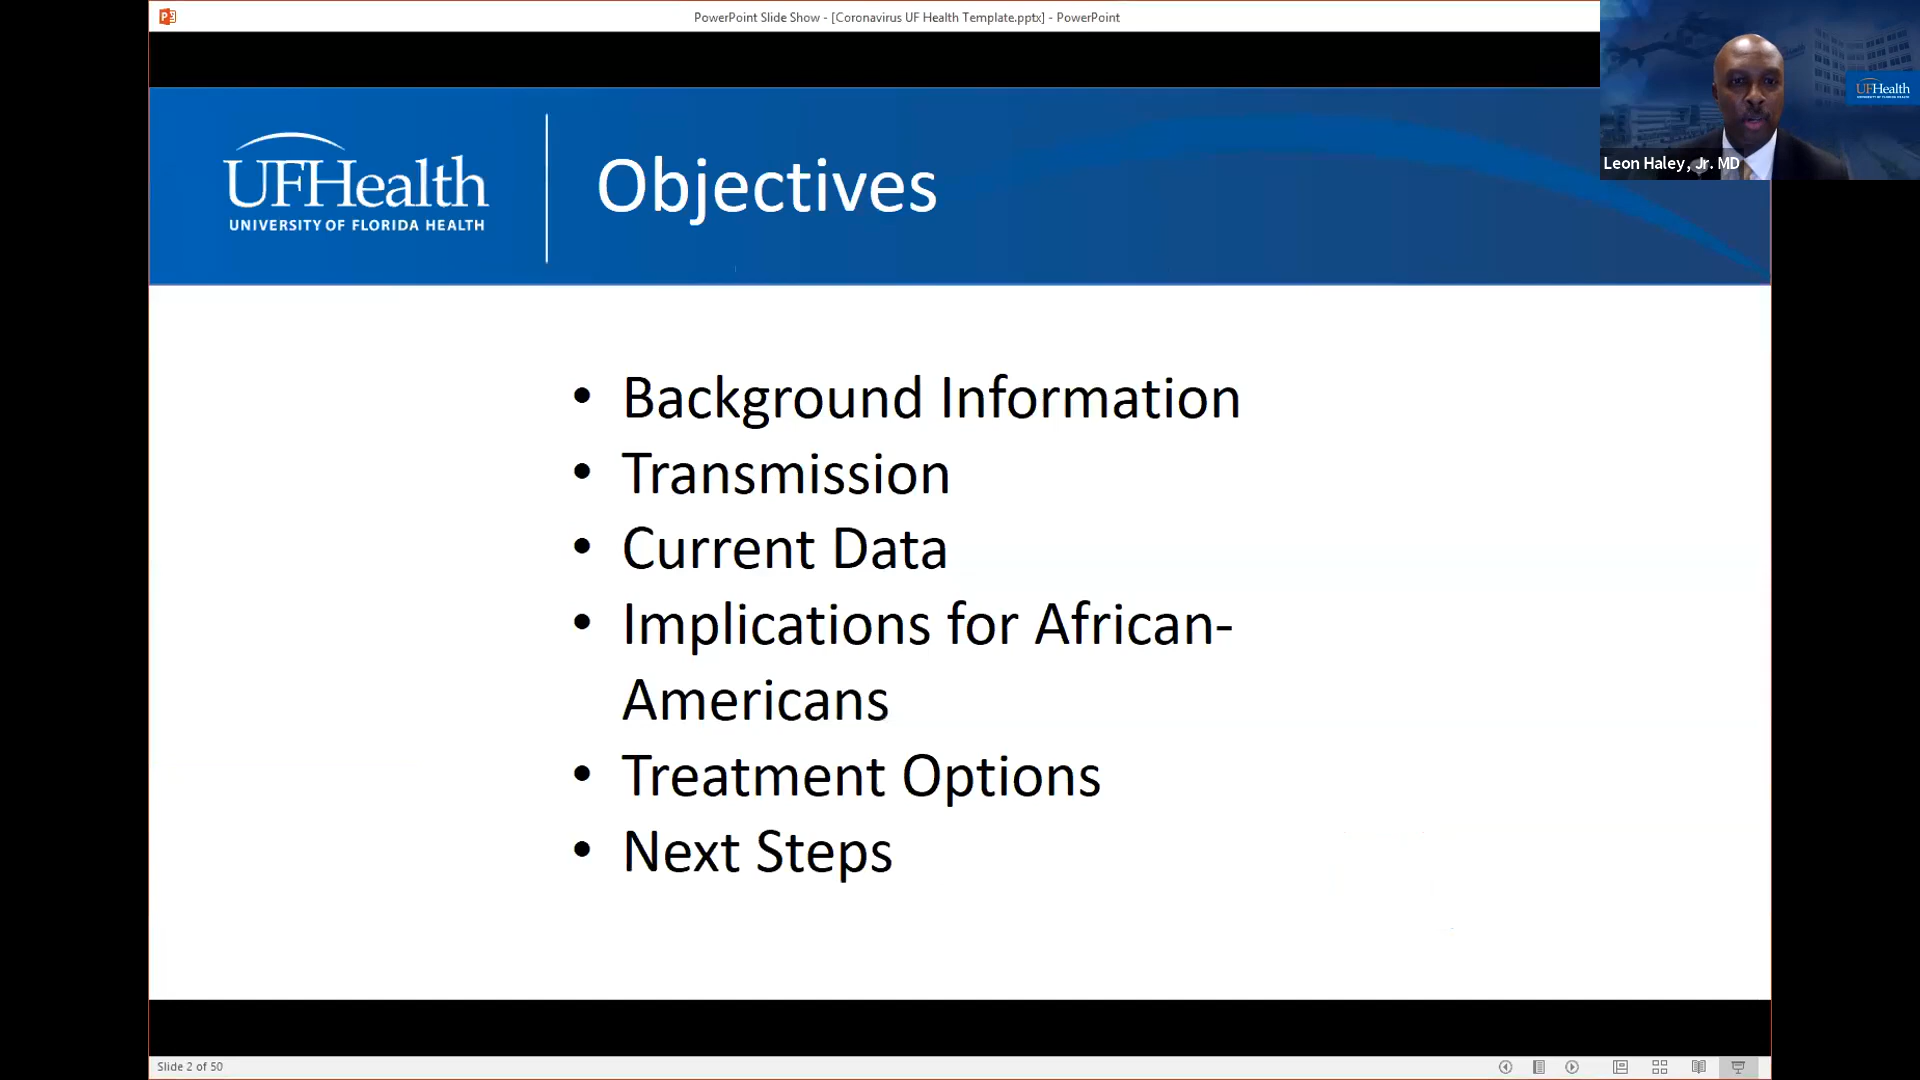 PowerPoint Slide Show - [Coronavirus UF Health Template.pptx] - PowerPoint
UFHealth
Leon Haley, Jr. MD
UFHealth
UNIVERSITY OF FLORIDA HEALTH
Objectives
• Background Information
• Transmission
• Current Data
• Implications for African-
Americans
• Treatment Options
• Next Steps
Slide 2 of 50